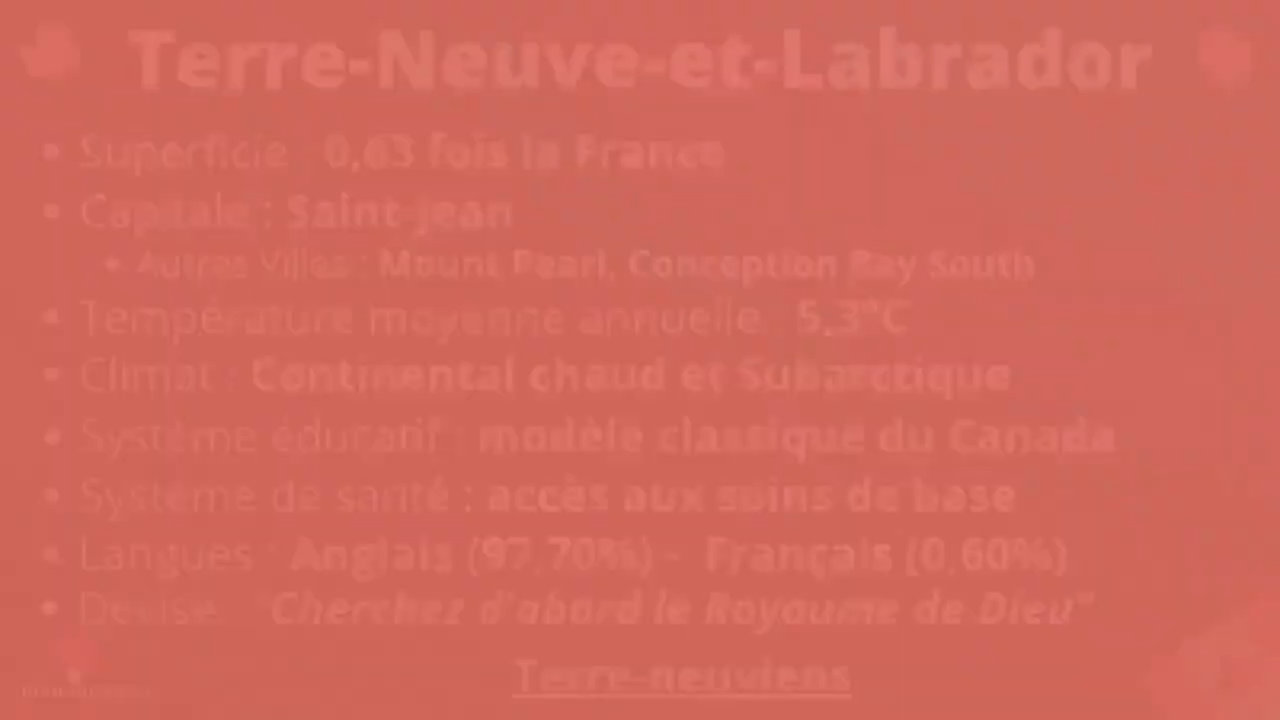 Terre-Neuve-et-Labrador
• Superficie : 0,63 fois la France
• Capitale : Saint-Jean
• Autres Villes : Mount Pearl, Conception Bay South
• Température moyenne annuelle : 5,3°C
• Climat : Continental chaud et Subarctique
• Système éducatif : modèle classique du Canada
• Système de santé : accès aux soins de base
• Langues : Anglais (97,70%) - Français (0,60%)
• Devise : "Cherchez d'abord le Royaume de Dieu"
Terre-neuviens